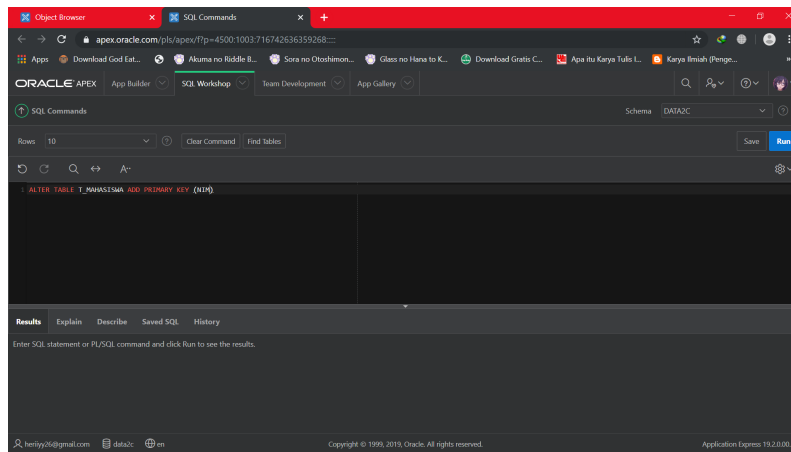 Object Browser
SQL Commands
apex.oracle.com/pls/apex/f?p=4500:1003:716742636359268::::
Apps Download God Eat... Akuma no Riddle B... Sora no Otoshimon... Glass no Hana to K... Download Gratis C... Apa itu Karya Tulis I... Karya Ilmiah (Penge...
ORACLE APEX App Builder SQL Workshop Team Development App Gallery
SQL Commands Schema DATA2C
Rows 10 Clear Command Find Tables Save Run
A
1 ALTER TABLE T_MAHASISWA ADD PRIMARY KEY (NIM)
Results Explain Describe Saved SQL History
Enter SQL statement or PL/SQL command and click Run to see the results.
heriiyy26@gmail.com data2c en Copyright © 1999, 2019, Oracle. All rights reserved. Application Express 19.2.0.00.